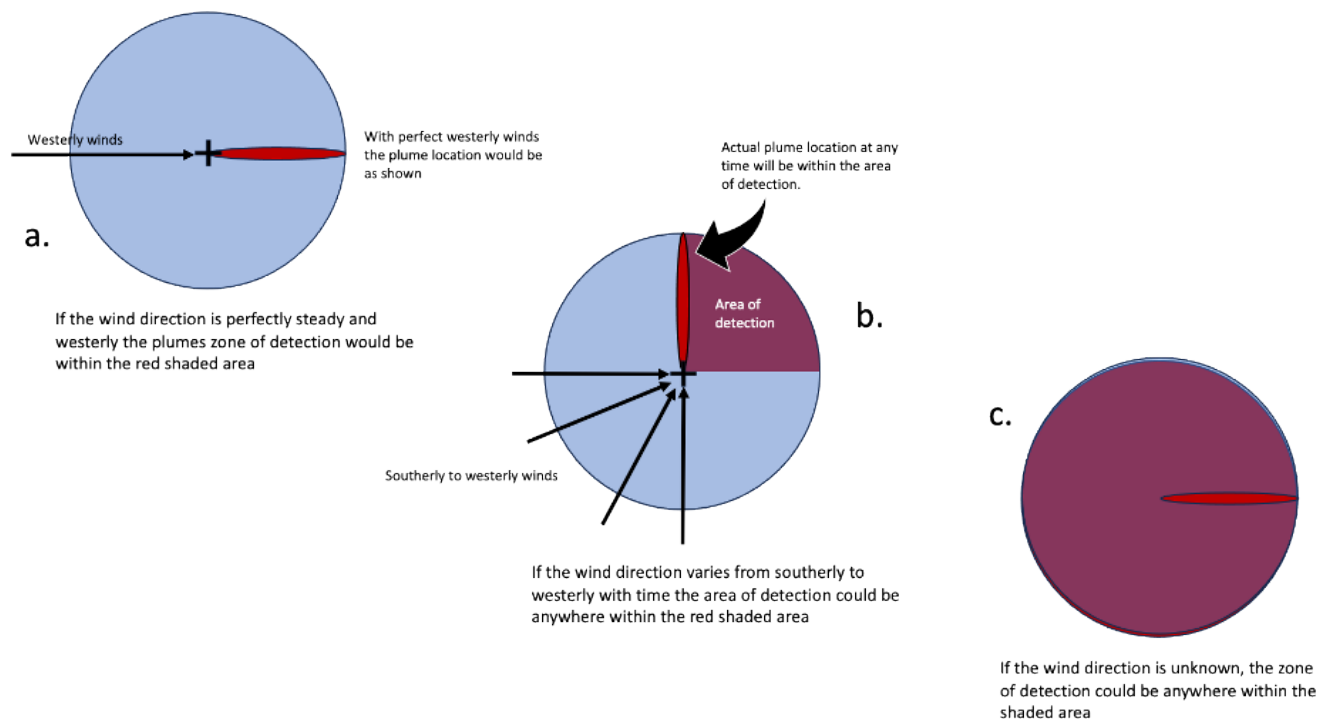 Westerly winds
With perfect westerly winds
the plume location would be
as shown
a.
If the wind direction is perfectly steady and
westerly the plumes zone of detection would be
within the red shaded area
Actual plume location at any
time will be within the area
of detection.
Area of
detection
b.
Southerly to westerly winds
If the wind direction varies from southerly to
westerly with time the area of detection could be
anywhere within the red shaded area
c.
If the wind direction is unknown, the zone
of detection could be anywhere within the
shaded area